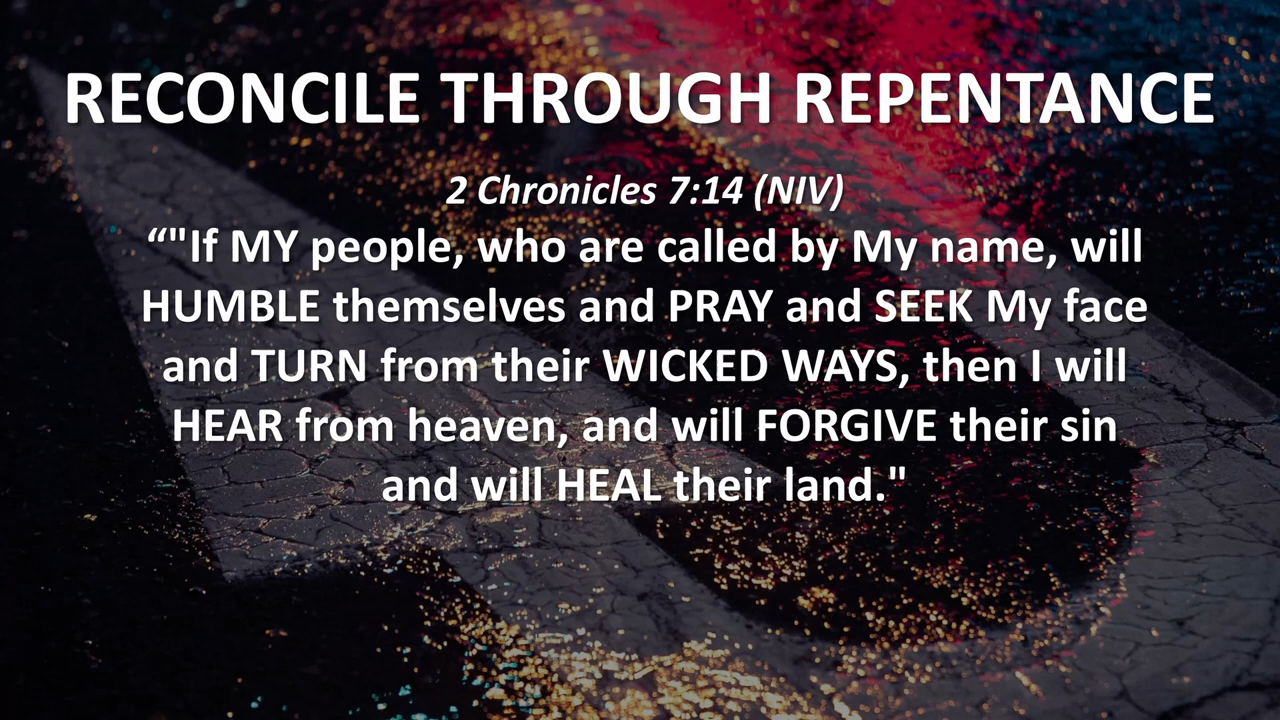 RECONCILE THROUGH REPENTANCE
2 Chronicles 7:14 (NIV)
“"If MY people, who are called by My name, will
HUMBLE themselves and PRAY and SEEK My face
and TURN from their WICKED WAYS, then I will
HEAR from heaven, and will FORGIVE their sin
and will HEAL their land."